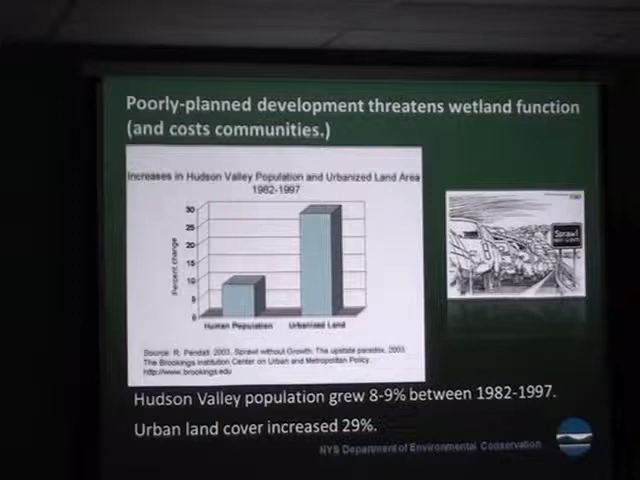 Poorly-planned development threatens wetland function
(and costs communities.)
Increases in Hudson Valley Population and Urbanized Land Area
1982-1997
30
25
20
15
10
5
0
Percent change
Human Population
Urbanized Land
Source: R. Pendall. 2003. Sprawl without Growth: The upstate paradox. 2003.
The Brookings Institution Center on Urban and Metropolitan Policy.
http://www.brookings.edu
Sprawl
Hudson Valley population grew 8-9% between 1982-1997.
Urban land cover increased 29%.
NYS Department of Environmental Conservation